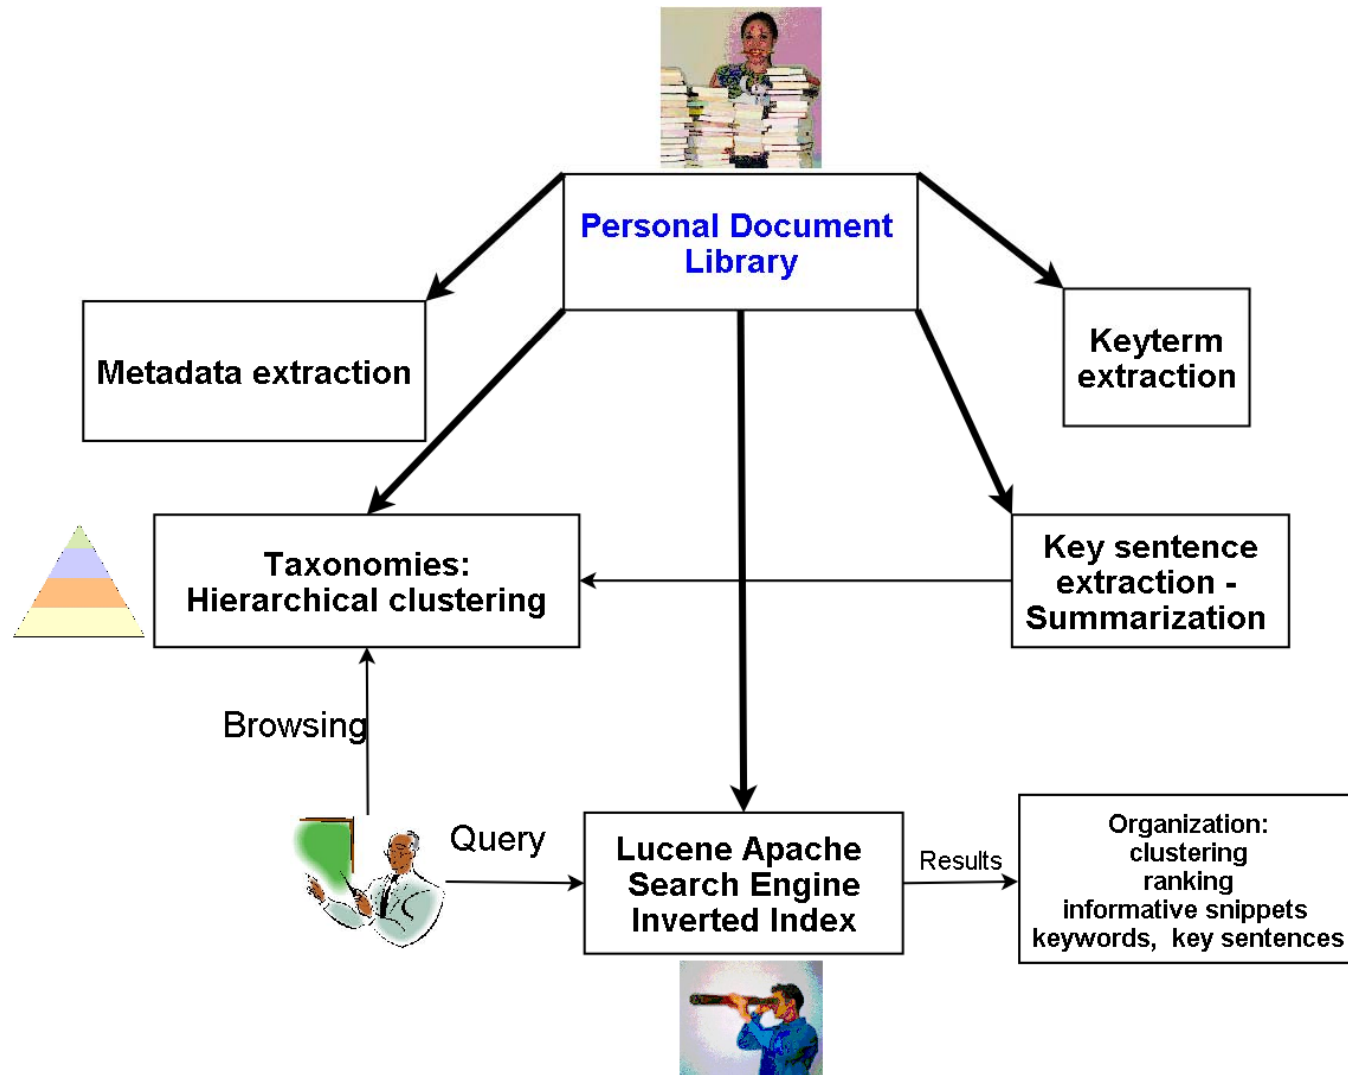 Personal Document
Library
Metadata extraction
Keyterm
extraction
Taxonomies:
Hierarchical clustering
Key sentence
extraction -
Summarization
Browsing
Query
Lucene Apache
Search Engine
Inverted Index
Results
Organization:
clustering
ranking
informative snippets
keywords, key sentences